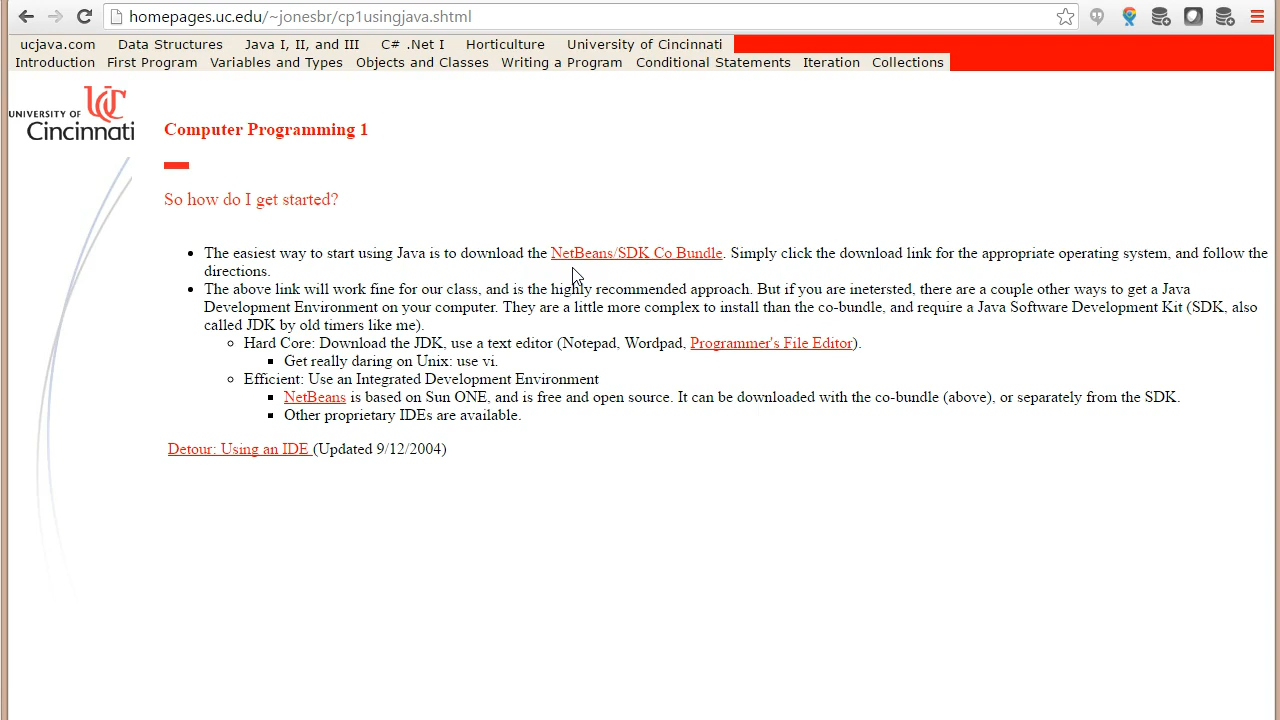 homepages.uc.edu/~jonesbr/cp1usingjava.shtml
ucjava.com Data Structures Java I, II, and III C# .Net I Horticulture University of Cincinnati
Introduction First Program Variables and Types Objects and Classes Writing a Program Conditional Statements Iteration Collections
UNIVERSITY OF UC
Cincinnati
Computer Programming 1
So how do I get started?
• The easiest way to start using Java is to download the NetBeans/SDK Co Bundle. Simply click the download link for the appropriate operating system, and follow the
directions.
• The above link will work fine for our class, and is the highly recommended approach. But if you are inetersted, there are a couple other ways to get a Java
Development Environment on your computer. They are a little more complex to install than the co-bundle, and require a Java Software Development Kit (SDK, also
called JDK by old timers like me).
◦ Hard Core: Download the JDK, use a text editor (Notepad, Wordpad, Programmer's File Editor).
▪ Get really daring on Unix: use vi.
◦ Efficient: Use an Integrated Development Environment
▪ NetBeans is based on Sun ONE, and is free and open source. It can be downloaded with the co-bundle (above), or separately from the SDK.
▪ Other proprietary IDEs are available.
Detour: Using an IDE (Updated 9/12/2004)